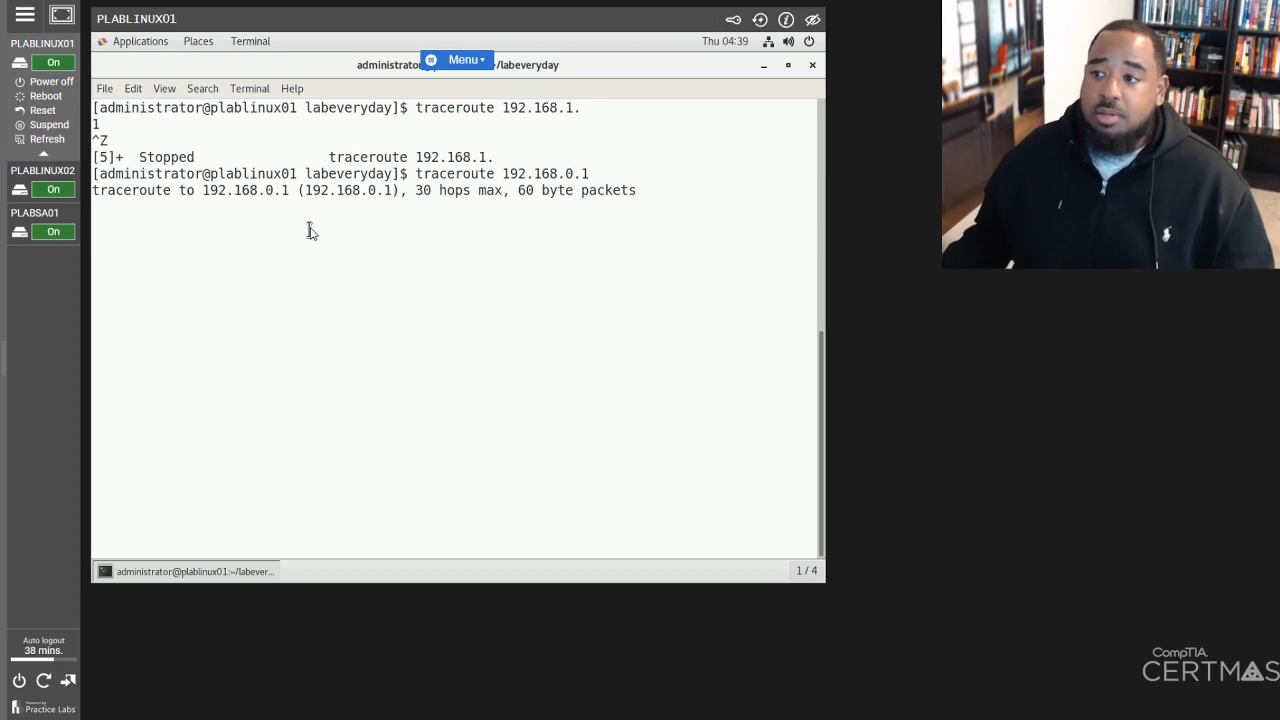 PLABLINUX01
PLABLINUX01
On
Power off
Reboot
Reset
Suspend
Refresh
PLABLINUX02
On
PLABSA01
On
Applications Places Terminal
Thu 04:39
Menu
administrator /labeveryday
File Edit View Search Terminal Help
[administrator@plablinux01 labeveryday]$ traceroute 192.168.1.
1
^Z
[5]+ Stopped traceroute 192.168.1.
[administrator@plablinux01 labeveryday]$ traceroute 192.168.0.1
traceroute to 192.168.0.1 (192.168.0.1), 30 hops max, 60 byte packets
administrator@plablinux01:~/labever...
1 / 4
Auto logout
38 mins.
Powered by
Practice Labs
CompTIA.
CERTMAS